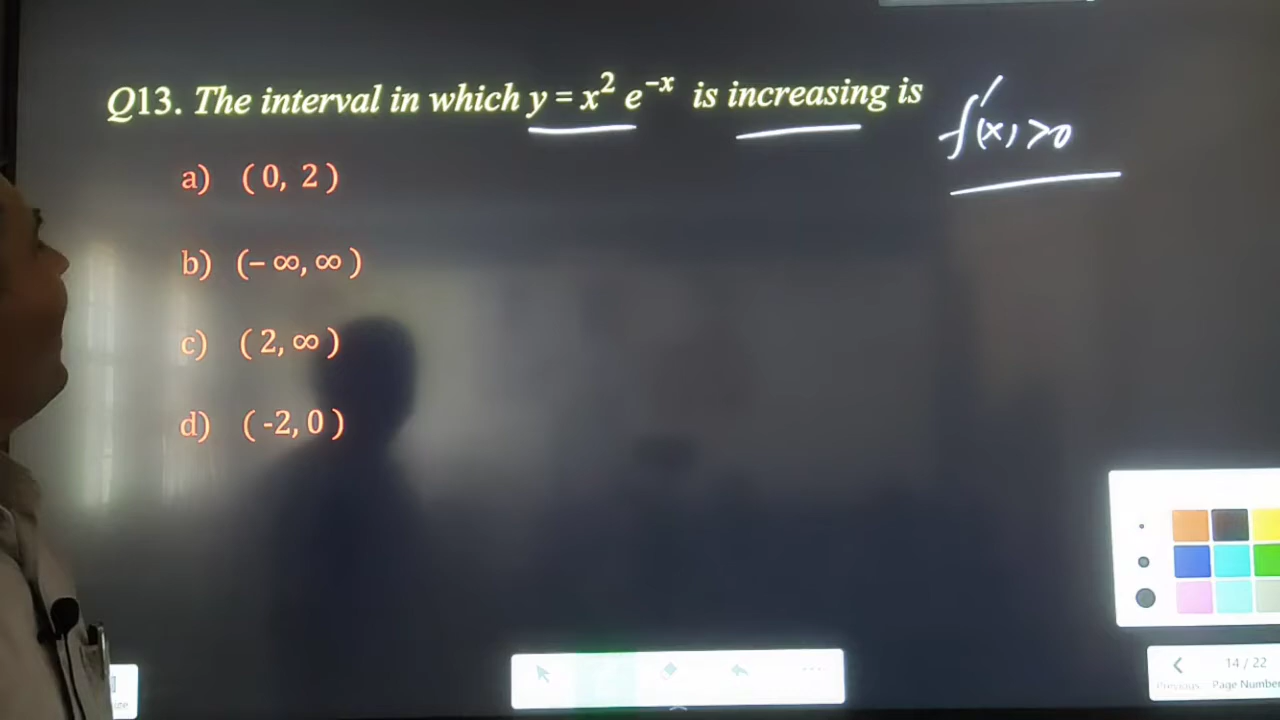 Q13. The interval in which y = x² e⁻ˣ is increasing is
f′(x) > 0
a) ( 0, 2 )
b) (– ∞, ∞ )
c) ( 2, ∞ )
d) ( -2, 0 )
14 / 22
Previous Page Number